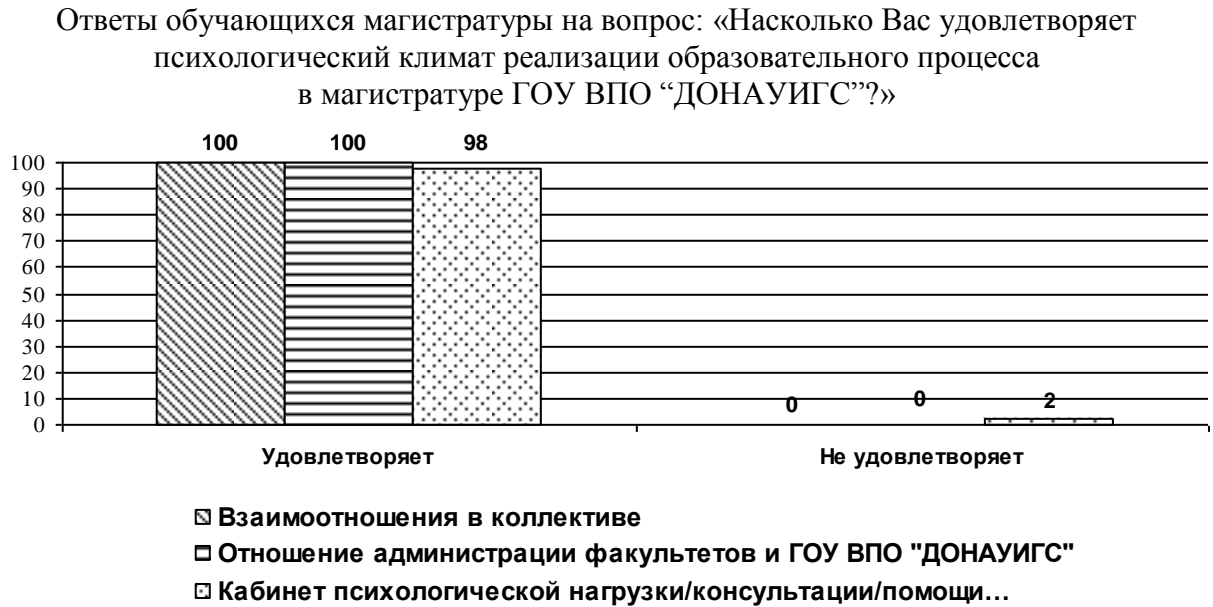 Ответы обучающихся магистратуры на вопрос: «Насколько Вас удовлетворяет
психологический климат реализации образовательного процесса
в магистратуре ГОУ ВПО “ДОНАУИГС”?»
100 100 98
100
90
80
70
60
50
40
30
20
10
0
0 0 2
Удовлетворяет Не удовлетворяет
Взаимоотношения в коллективе
Отношение администрации факультетов и ГОУ ВПО "ДОНАУИГС"
Кабинет психологической нагрузки/консультации/помощи…